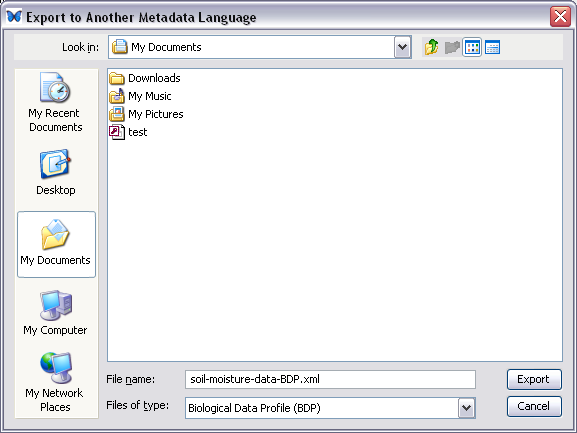 Export to Another Metadata Language
Look in: My Documents
My Recent
Documents
Desktop
My Documents
My Computer
My Network
Places
Downloads
My Music
My Pictures
test
File name: soil-moisture-data-BDP.xml
Export
Files of type: Biological Data Profile (BDP)
Cancel